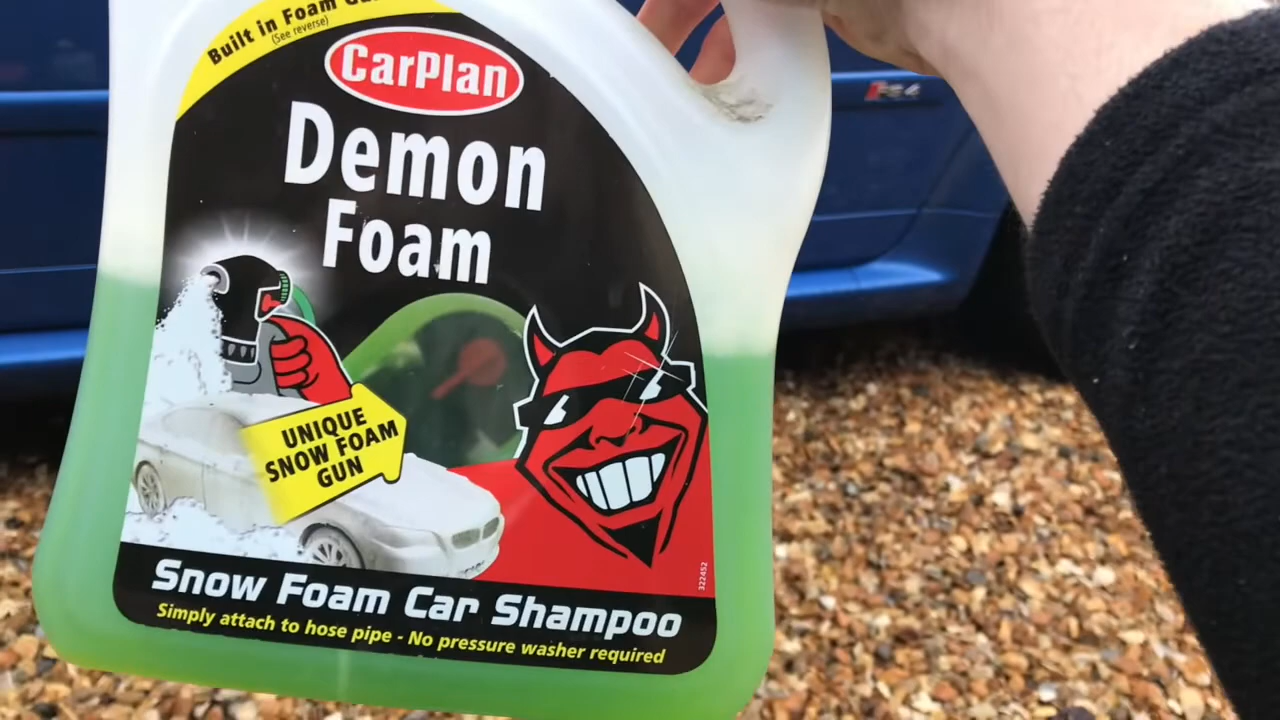 Built in Foam
(See reverse)
CarPlan
Demon
Foam
UNIQUE
SNOW FOAM
GUN
322452
Snow Foam Car Shampoo
Simply attach to hose pipe - No pressure washer required
RS4